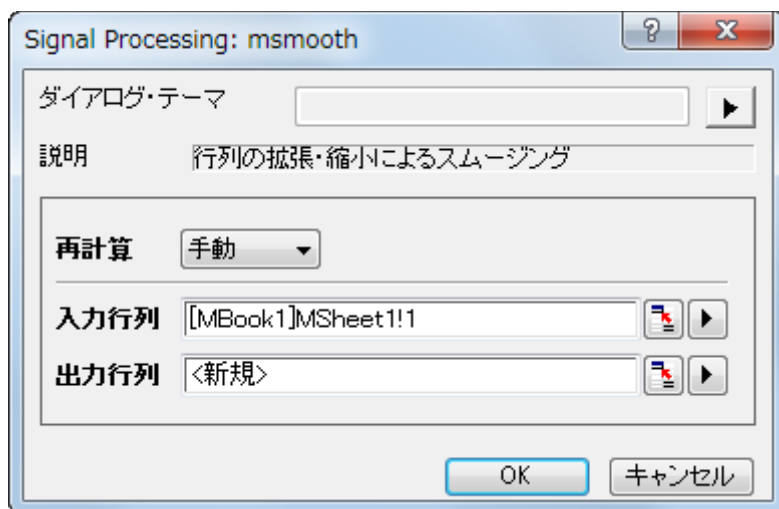 Signal Processing: msmooth
ダイアログ・テーマ
説明 行列の拡張・縮小によるスムージング
再計算 手動
入力行列 [MBook1]MSheet1!1
出力行列 <新規>
OK キャンセル